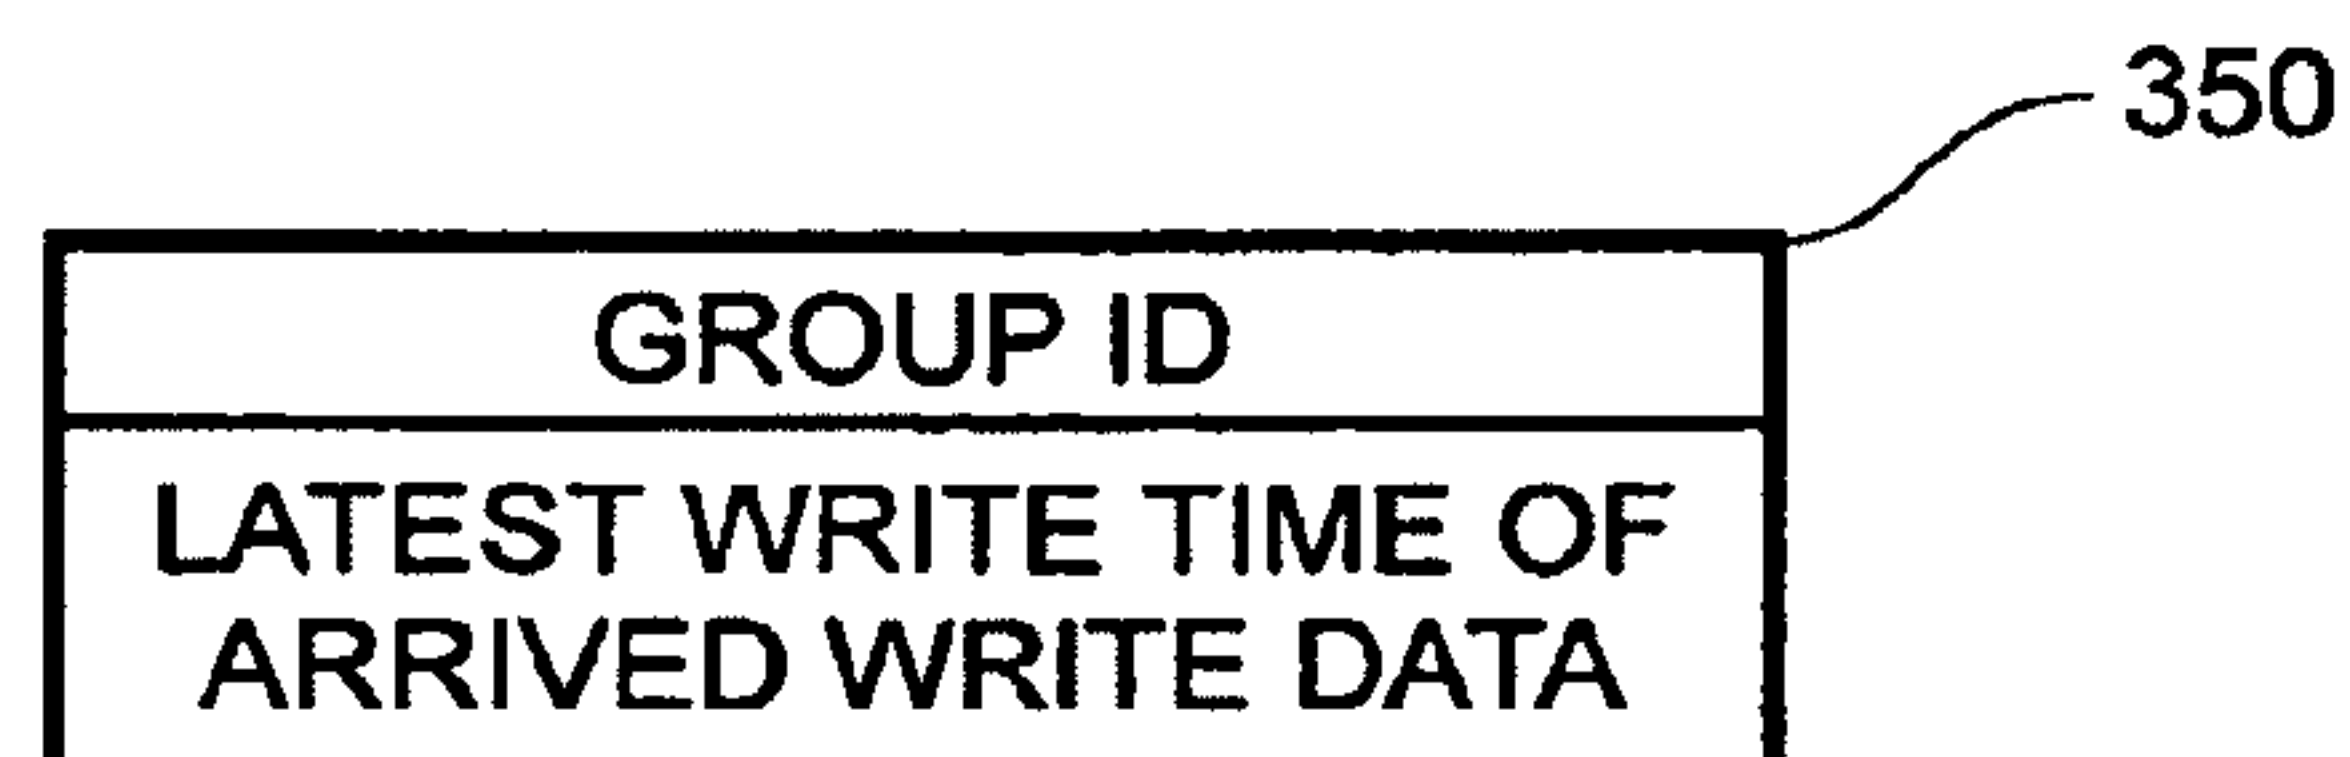 350
GROUP ID
LATEST WRITE TIME OF
ARRIVED WRITE DATA